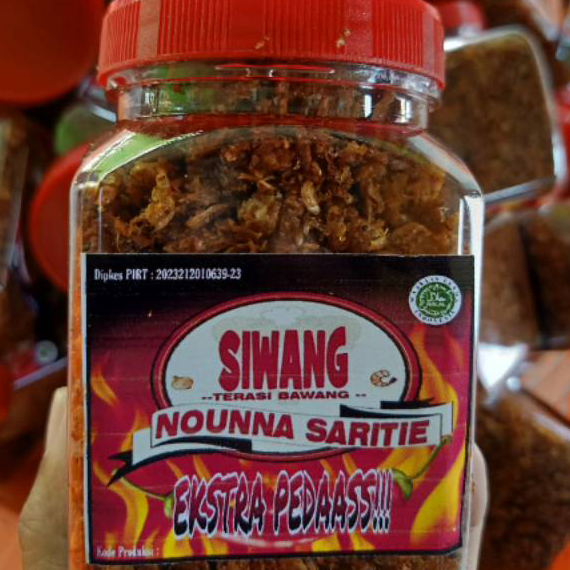 Dipkes PIRT : 2023212010639-23
SIWANG
--TERASI BAWANG --
NOUNNA SARITIE
EKSTRA PEDAASS!!!
Kode Produksi :